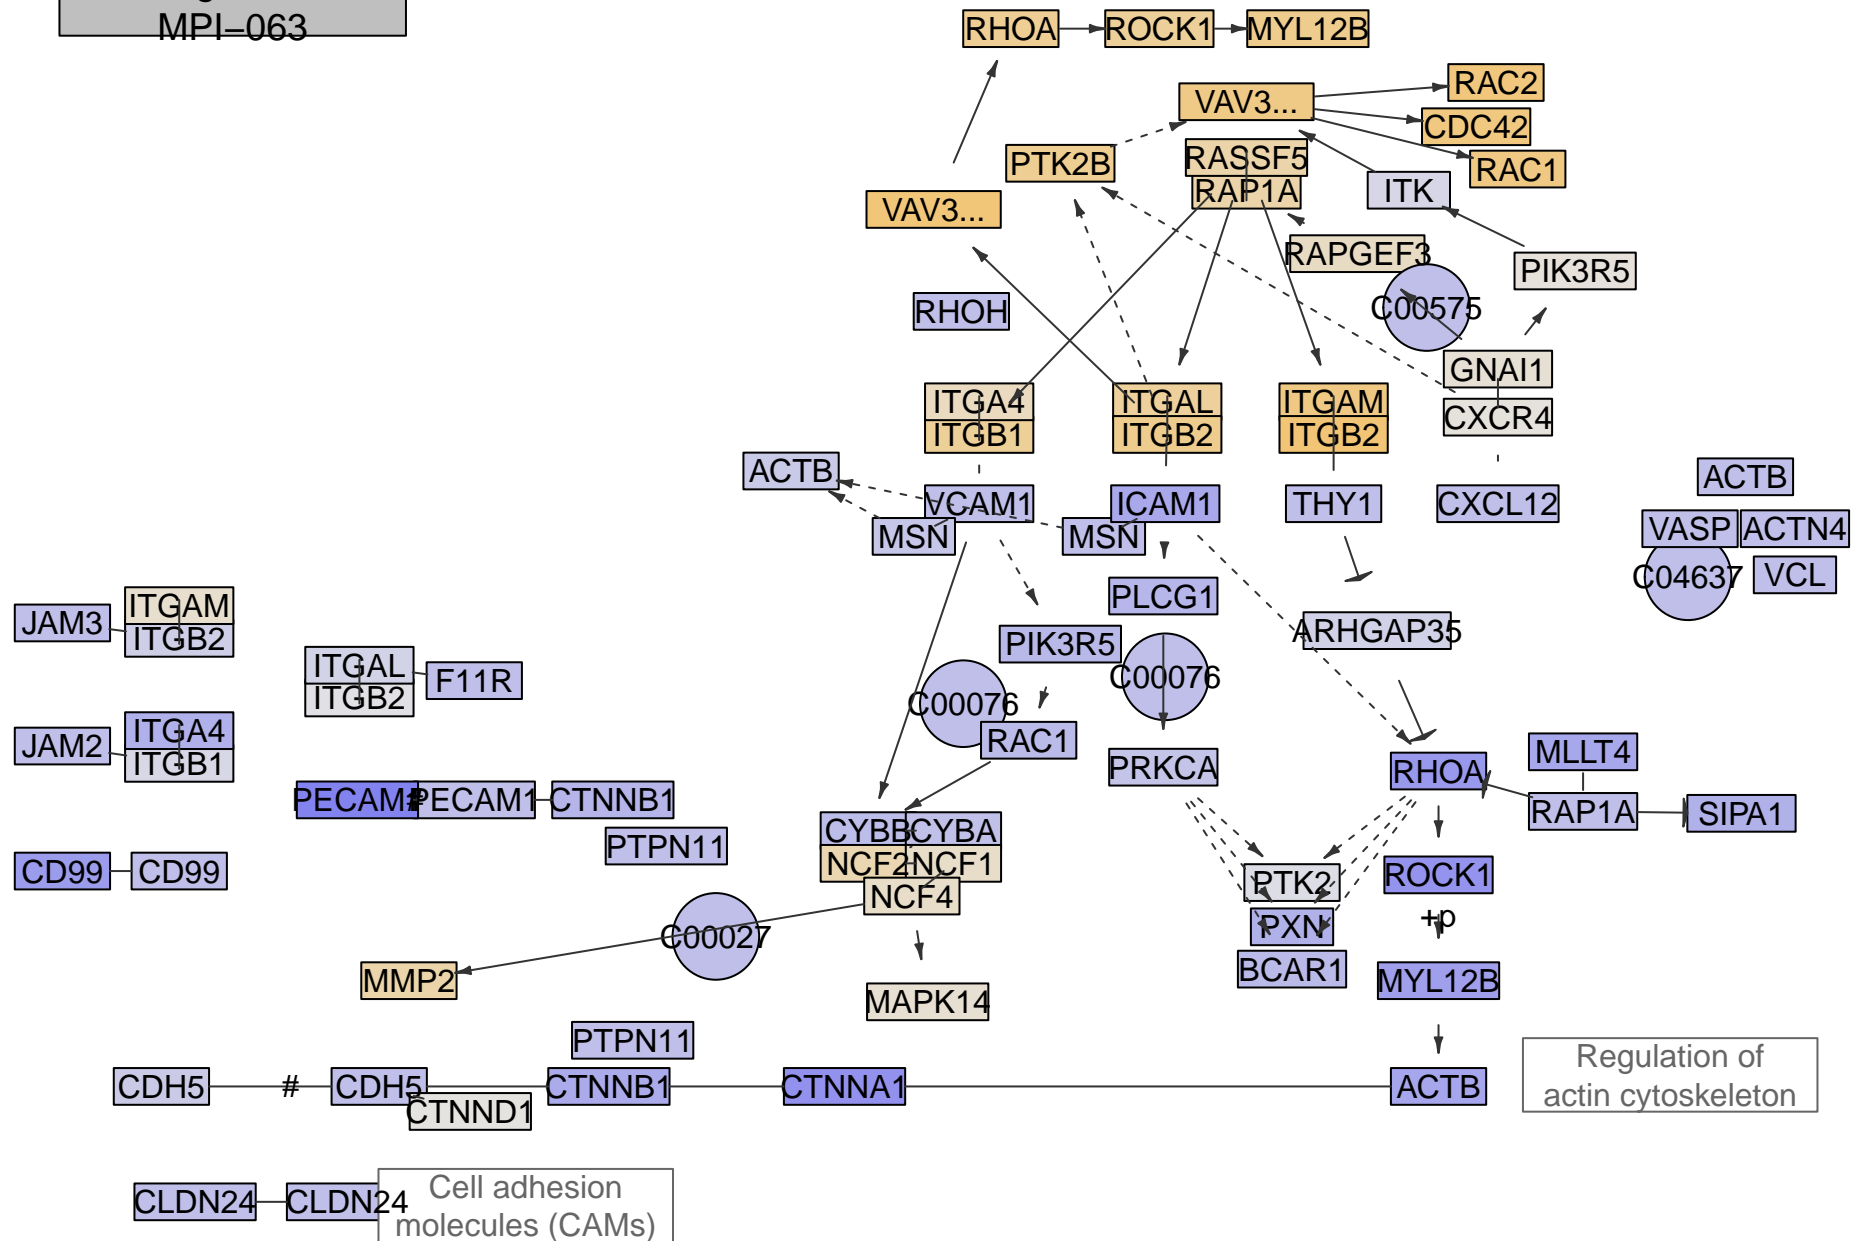 MPI−063
RHOA
ROCK1
MYL12B
RAC2
VAV3...
CDC42
PTK2B
RASSF5
RAC1
RAP1A
ITK
VAV3...
RAPGEF3
PIK3R5
RHOH
C00575
GNAI1
ITGA4
ITGAL
ITGAM
CXCR4
ITGB1
ITGB2
ITGB2
ACTB
ACTB
VCAM1
ICAM1
THY1
CXCL12
MSN
MSN
VASP
ACTN4
C04637
VCL
PLCG1
ITGAM
JAM3
ITGB2
ARHGAP35
PIK3R5
ITGAL
F11R
ITGB2
C00076
C00076
ITGA4
JAM2
ITGB1
RAC1
PRKCA
RHOA
MLLT4
PECAM1
#
PECAM1
CTNNB1
RAP1A
SIPA1
CYBB
CYBA
PTPN11
NCF2
NCF1
CD99
CD99
NCF4
PTK2
ROCK1
+p
PXN
C00027
BCAR1
MMP2
MYL12B
MAPK14
PTPN11
Regulation of
actin cytoskeleton
CDH5
#
CDH5
CTNNB1
CTNNA1
ACTB
CTNND1
CLDN24
CLDN24
Cell adhesion
molecules (CAMs)